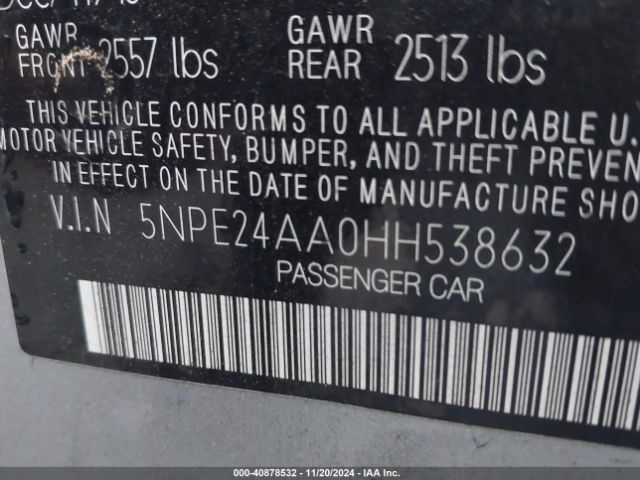 GAWR
FRONT 2557 lbs
GAWR
REAR 2513 lbs
THIS VEHICLE CONFORMS TO ALL APPLICABLE U.
MOTOR VEHICLE SAFETY, BUMPER, AND THEFT PREVEN
IN EFFECT ON THE DATE OF MANUFACTURE SHO
V.I.N 5NPE24AA0HH538632
PASSENGER CAR
000-40878532 - 11/20/2024 - IAA Inc.